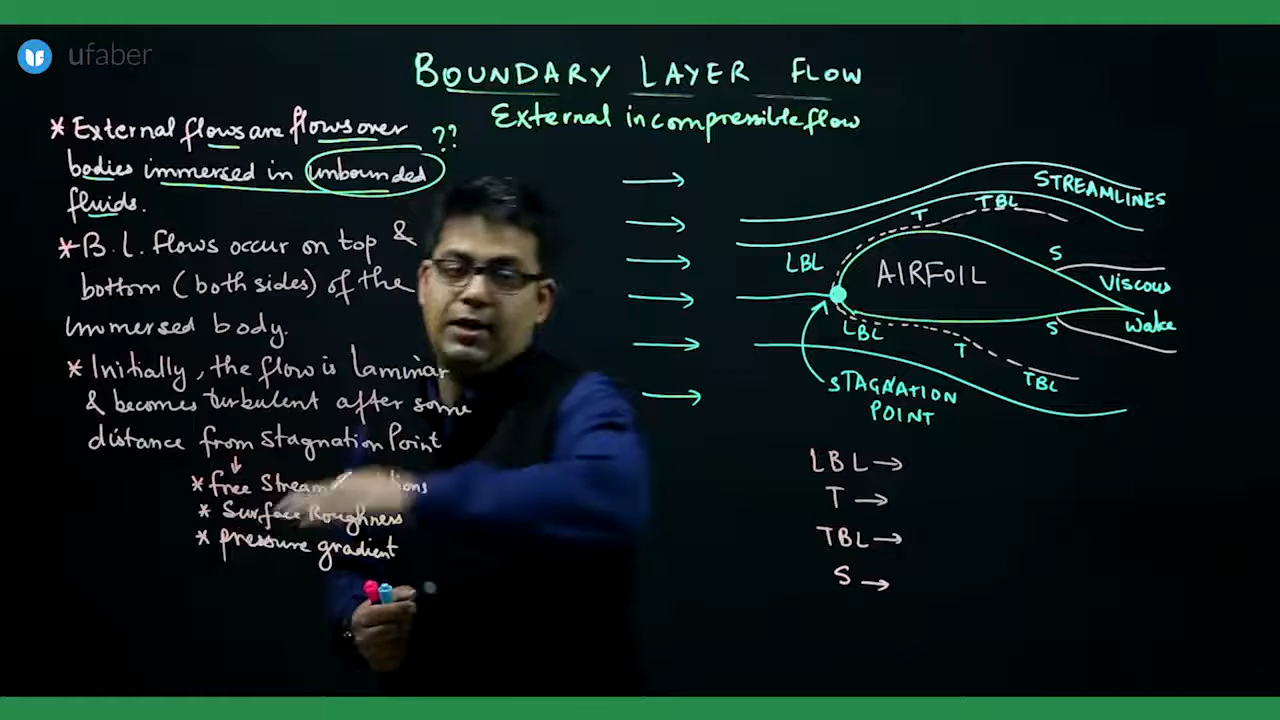 ufaber
BOUNDARY LAYER FLOW
External incompressible flow
* External flows are flows over
bodies immersed in unbounded ??
fluids.
* B.L. flows occur on top &
bottom (both sides) of the
immersed body.
* Initially, the flow is laminar
& becomes turbulent after some
distance from Stagnation Point
* free Stream
* Surface Roughness
* pressure gradient
STREAMLINES
T TBL
LBL
AIRFOIL
S
Viscous
Wake
S
LBL
T
TBL
STAGNATION
POINT
LBL →
T →
TBL →
S →